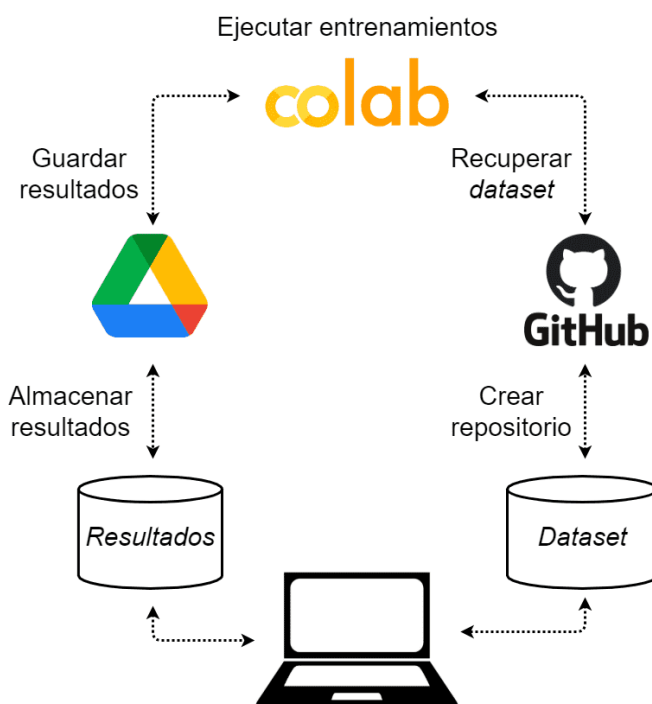 Ejecutar entrenamientos
colab
Guardar
resultados
Recuperar
dataset
GitHub
Almacenar
resultados
Crear
repositorio
Resultados
Dataset